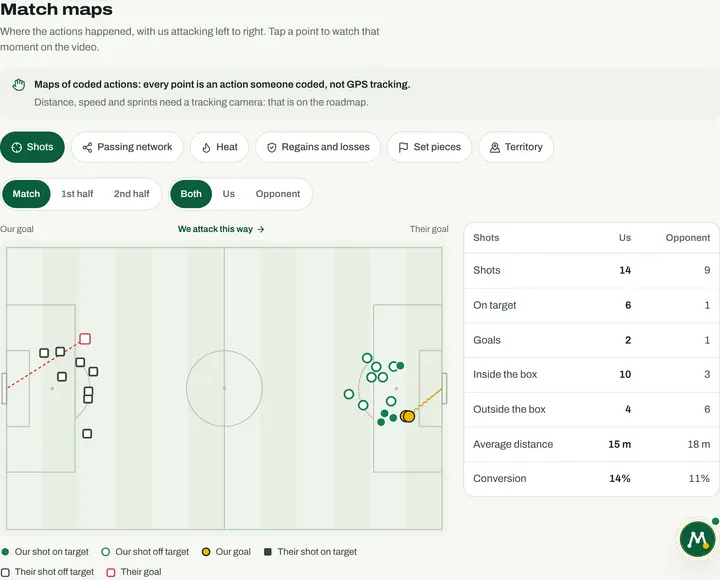 Match maps
Where the actions happened, with us attacking left to right. Tap a point to watch that
moment on the video.
Maps of coded actions: every point is an action someone coded, not GPS tracking.
Distance, speed and sprints need a tracking camera: that is on the roadmap.
Shots Passing network Heat Regains and losses Set pieces Territory
Match 1st half 2nd half Both Us Opponent
Our goal We attack this way → Their goal
Shots Us Opponent
Shots 14 9
On target 6 1
Goals 2 1
Inside the box 10 3
Outside the box 4 6
Average distance 15 m 18 m
Conversion 14% 11%
Our shot on target Our shot off target Our goal Their shot on target
Their shot off target Their goal